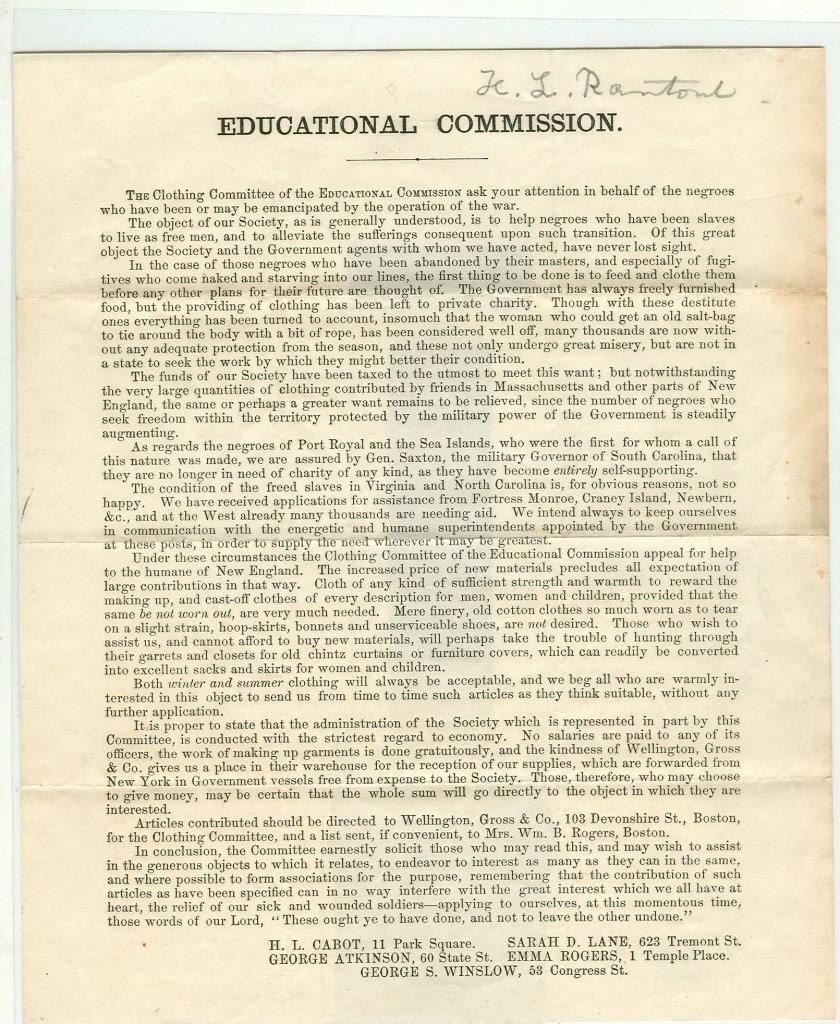 H. L. Rantoul
EDUCATIONAL COMMISSION.
THE Clothing Committee of the EDUCATIONAL COMMISSION ask your attention in behalf of the negroes
who have been or may be emancipated by the operation of the war.
The object of our Society, as is generally understood, is to help negroes who have been slaves
to live as free men, and to alleviate the sufferings consequent upon such transition. Of this great
object the Society and the Government agents with whom we have acted, have never lost sight.
In the case of those negroes who have been abandoned by their masters, and especially of fugi-
tives who come naked and starving into our lines, the first thing to be done is to feed and clothe them
before any other plans for their future are thought of. The Government has always freely furnished
food, but the providing of clothing has been left to private charity. Though with these destitute
ones everything has been turned to account, insomuch that the woman who could get an old salt-bag
to tie around the body with a bit of rope, has been considered well off, many thousands are now with-
out any adequate protection from the season, and these not only undergo great misery, but are not in
a state to seek the work by which they might better their condition.
The funds of our Society have been taxed to the utmost to meet this want; but notwithstanding
the very large quantities of clothing contributed by friends in Massachusetts and other parts of New
England, the same or perhaps a greater want remains to be relieved, since the number of negroes who
seek freedom within the territory protected by the military power of the Government is steadily
augmenting.
As regards the negroes of Port Royal and the Sea Islands, who were the first for whom a call of
this nature was made, we are assured by Gen. Saxton, the military Governor of South Carolina, that
they are no longer in need of charity of any kind, as they have become entirely self-supporting.
The condition of the freed slaves in Virginia and North Carolina is, for obvious reasons, not so
happy. We have received applications for assistance from Fortress Monroe, Craney Island, Newbern,
&c., and at the West already many thousands are needing aid. We intend always to keep ourselves
in communication with the energetic and humane superintendents appointed by the Government
at these posts, in order to supply the need wherever it may be greatest.
Under these circumstances the Clothing Committee of the Educational Commission appeal for help
to the humane of New England. The increased price of new materials precludes all expectation of
large contributions in that way. Cloth of any kind of sufficient strength and warmth to reward the
making up, and cast-off clothes of every description for men, women and children, provided that the
same be not worn out, are very much needed. Mere finery, old cotton clothes so much worn as to tear
on a slight strain, hoop-skirts, bonnets and unserviceable shoes, are not desired. Those who wish to
assist us, and cannot afford to buy new materials, will perhaps take the trouble of hunting through
their garrets and closets for old chintz curtains or furniture covers, which can readily be converted
into excellent sacks and skirts for women and children.
Both winter and summer clothing will always be acceptable, and we beg all who are warmly in-
terested in this object to send us from time to time such articles as they think suitable, without any
further application.
It is proper to state that the administration of the Society which is represented in part by this
Committee, is conducted with the strictest regard to economy. No salaries are paid to any of its
officers, the work of making up garments is done gratuitously, and the kindness of Wellington, Gross
& Co. gives us a place in their warehouse for the reception of our supplies, which are forwarded from
New York in Government vessels free from expense to the Society. Those, therefore, who may choose
to give money, may be certain that the whole sum will go directly to the object in which they are
interested.
Articles contributed should be directed to Wellington, Gross & Co., 103 Devonshire St., Boston,
for the Clothing Committee, and a list sent, if convenient, to Mrs. Wm. B. Rogers, Boston.
In conclusion, the Committee earnestly solicit those who may read this, and may wish to assist
in the generous objects to which it relates, to endeavor to interest as many as they can in the same,
and where possible to form associations for the purpose, remembering that the contribution of such
articles as have been specified can in no way interfere with the great interest which we all have at
heart, the relief of our sick and wounded soldiers—applying to ourselves, at this momentous time,
those words of our Lord, "These ought ye to have done, and not to leave the other undone."
H. L. CABOT, 11 Park Square. SARAH D. LANE, 623 Tremont St.
GEORGE ATKINSON, 60 State St. EMMA ROGERS, 1 Temple Place.
GEORGE S. WINSLOW, 53 Congress St.